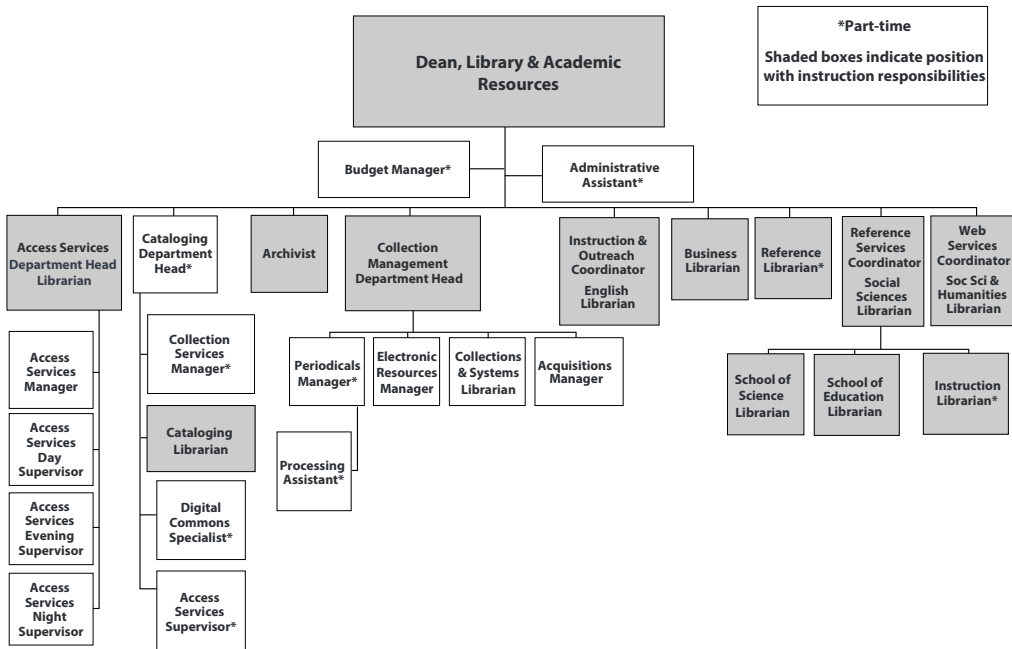 *Part-time
Shaded boxes indicate position
with instruction responsibilities
Dean, Library & Academic
Resources
Budget Manager*
Administrative
Assistant*
Access Services
Department Head
Librarian
Cataloging
Department
Head*
Archivist
Collection
Management
Department Head
Instruction &
Outreach
Coordinator
English
Librarian
Business
Librarian
Reference
Librarian*
Reference
Services
Coordinator
Social
Sciences
Librarian
Web
Services
Coordinator
Soc Sci &
Humanities
Librarian
Access
Services
Manager
Access
Services
Day
Supervisor
Access
Services
Evening
Supervisor
Access
Services
Night
Supervisor
Collection
Services
Manager*
Cataloging
Librarian
Digital
Commons
Specialist*
Access
Services
Supervisor*
Periodicals
Manager*
Electronic
Resources
Manager
Collections
& Systems
Librarian
Acquisitions
Manager
Processing
Assistant*
School of
Science
Librarian
School of
Education
Librarian
Instruction
Librarian*